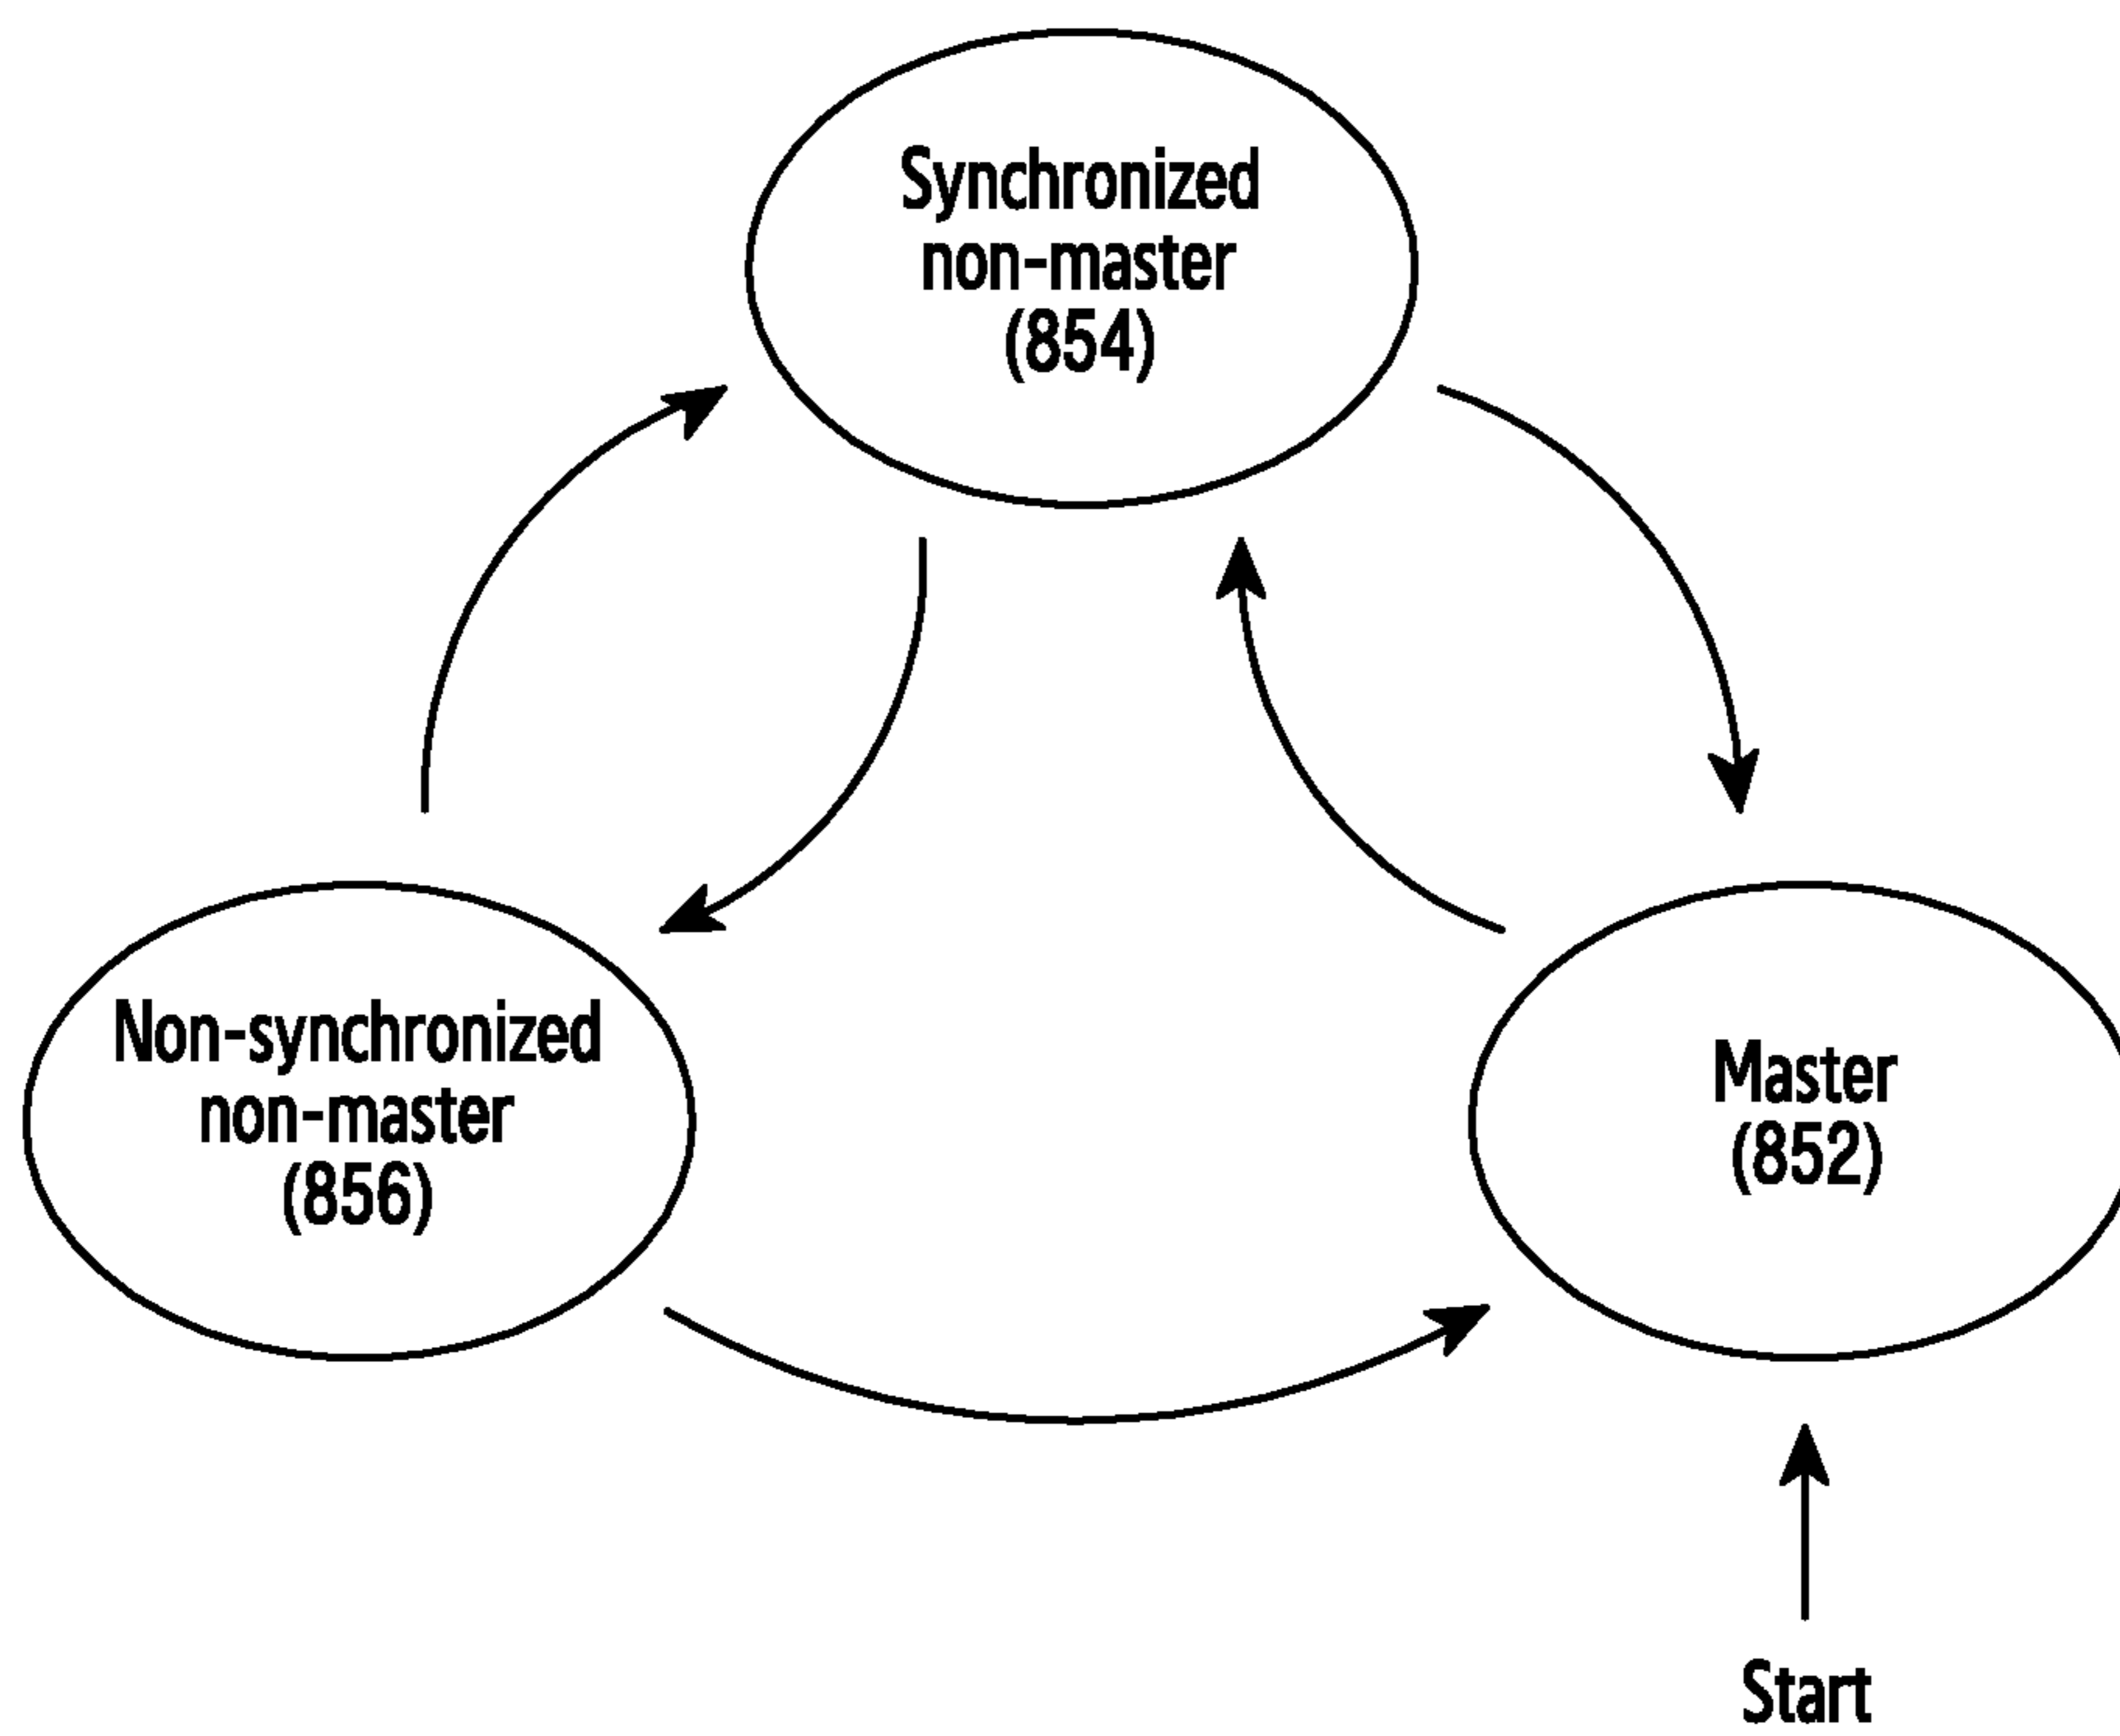 Synchronized
non-master
(854)
Non-synchronized
non-master
(856)
Master
(852)
Start